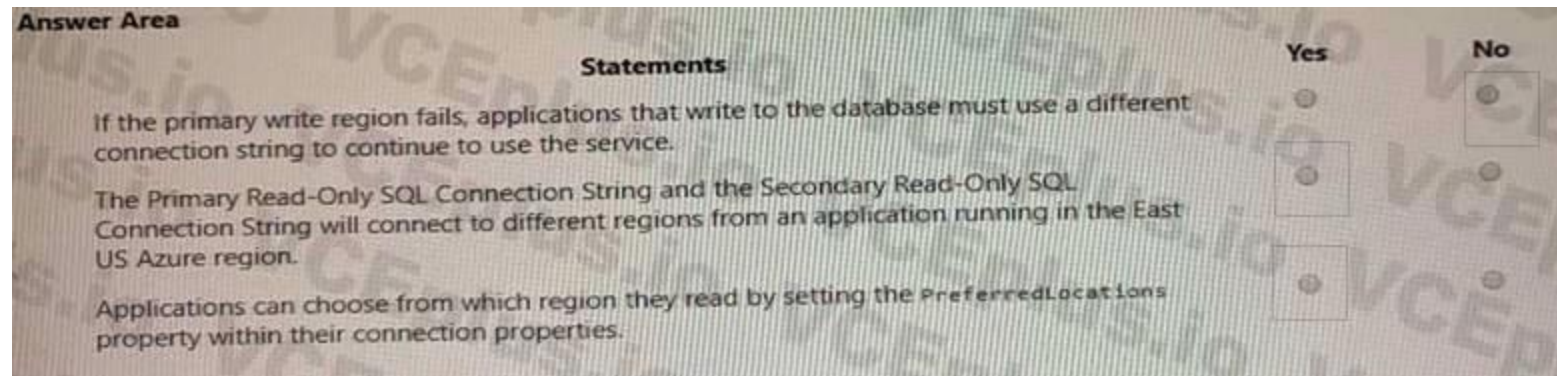 Answer Area
Statements Yes No
If the primary write region fails, applications that write to the database must use a different
connection string to continue to use the service.
The Primary Read-Only SQL Connection String and the Secondary Read-Only SQL
Connection String will connect to different regions from an application running in the East
US Azure region.
Applications can choose from which region they read by setting the PreferredLocations
property within their connection properties.
VCEplus.io